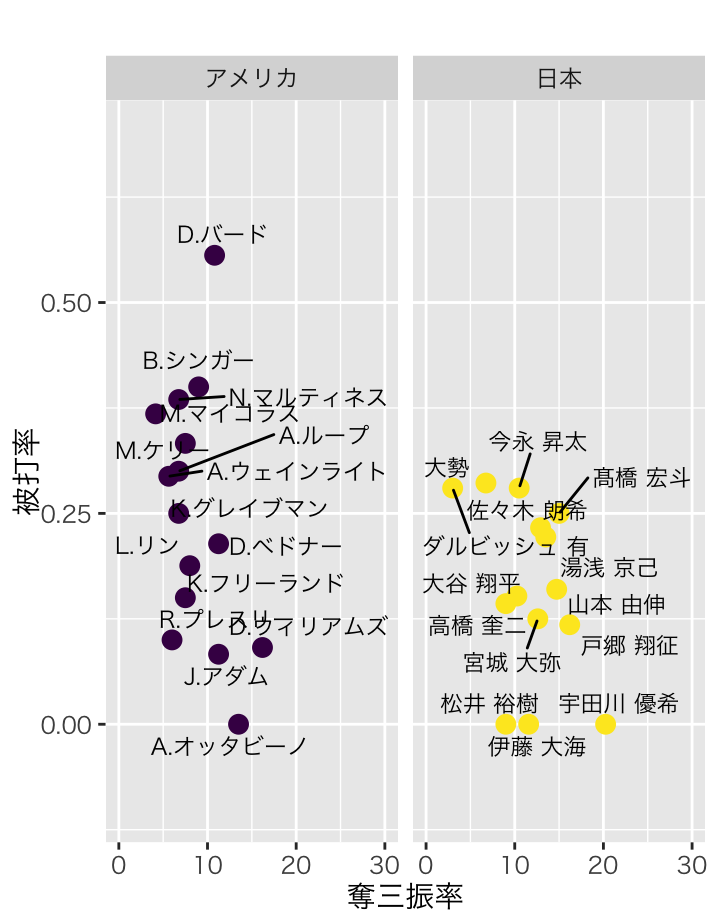 アメリカ
日本
D.バード
B.シンガー
N.マルティネス
M.マイコラス
A.ループ
M.ケリー
A.ウェインライト
K.グレイブマン
L.リン
D.ベドナー
K.フリーランド
R.プレスリー
D.ウィリアムズ
J.アダム
A.オッタビーノ
今永 昇太
大勢
髙橋 宏斗
佐々木 朗希
ダルビッシュ 有
湯浅 京己
大谷 翔平
山本 由伸
高橋 奎二
戸郷 翔征
宮城 大弥
松井 裕樹
宇田川 優希
伊藤 大海
0.50
0.25
0.00
被打率
0 10 20 30
0 10 20 30
奪三振率